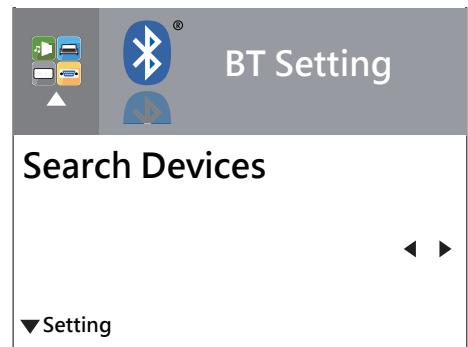 ®
BT Setting
Search Devices
◀ ▶
▼Setting